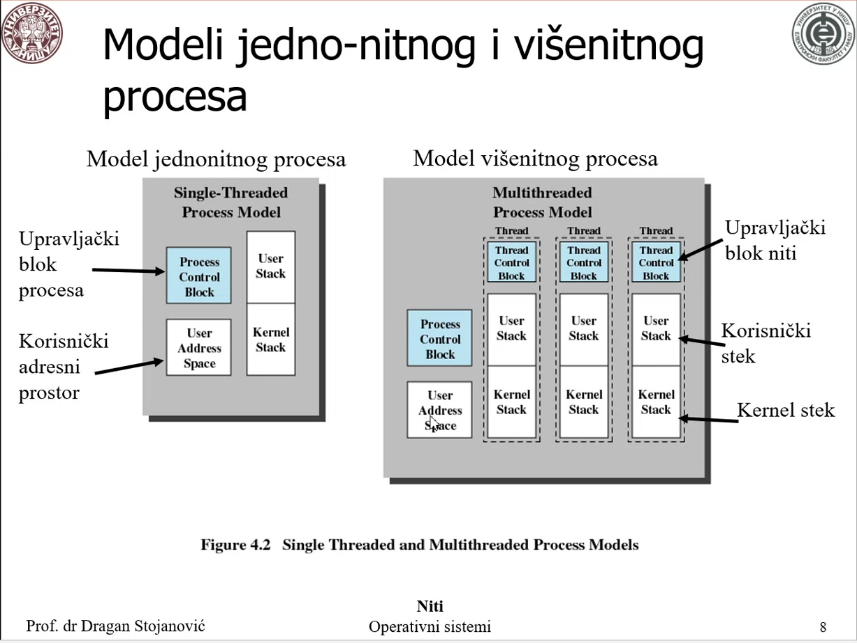 Modeli jedno-nitnog i višenitnog
procesa
Model jednonitnog procesa
Model višenitnog procesa
Single-Threaded
Process Model
Upravljački
blok
procesa
Process
Control
Block
User
Stack
Korisnički
adresni
prostor
User
Address
Space
Kernel
Stack
Multithreaded
Process Model
Thread
Thread
Thread
Thread
Control
Block
Thread
Control
Block
Thread
Control
Block
Upravljački
blok niti
Process
Control
Block
User
Stack
User
Stack
User
Stack
Korisnički
stek
User
Address
Space
Kernel
Stack
Kernel
Stack
Kernel
Stack
Kernel stek
Figure 4.2 Single Threaded and Multithreaded Process Models
Prof. dr Dragan Stojanović
Niti
Operativni sistemi
8